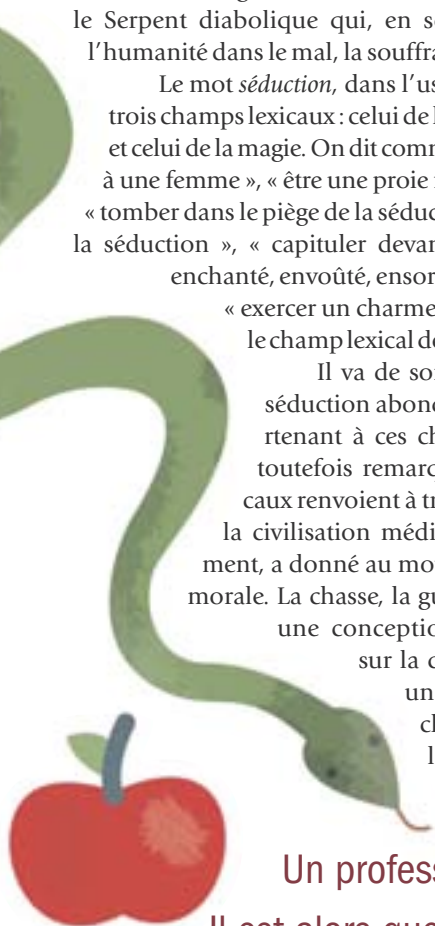 le Serpent diabolique qui, en s
l'humanité dans le mal, la souffra
Le mot séduction, dans l'us
trois champs lexicaux : celui de l
et celui de la magie. On dit comm
à une femme », « être une proie
« tomber dans le piège de la séduc
la séduction », « capituler devan
enchanté, envoûté, ensor
« exercer un charme
le champ lexical de
Il va de soi
séduction abond
rtenant à ces ch
toutefois remarq
caux renvoient à tr
la civilisation médi
ment, a donné au mo
morale. La chasse, la gu
une conceptio
sur la c
un
cl
l
Un profess